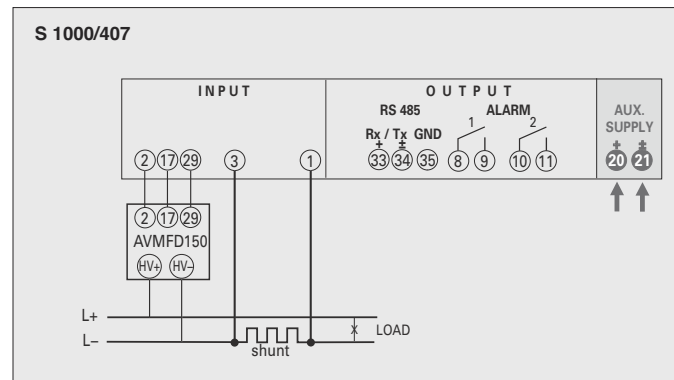 S 1000/407
INPUT
OUTPUT
RS 485
ALARM
AUX.
SUPPLY
1
2
Rx / Tx GND
+
±
33
34
35
8
9
10
11
+
±
20
21
2
17
29
3
1
2
17
29
AVMFD150
HV+
HV–
L+
L–
x
LOAD
shunt